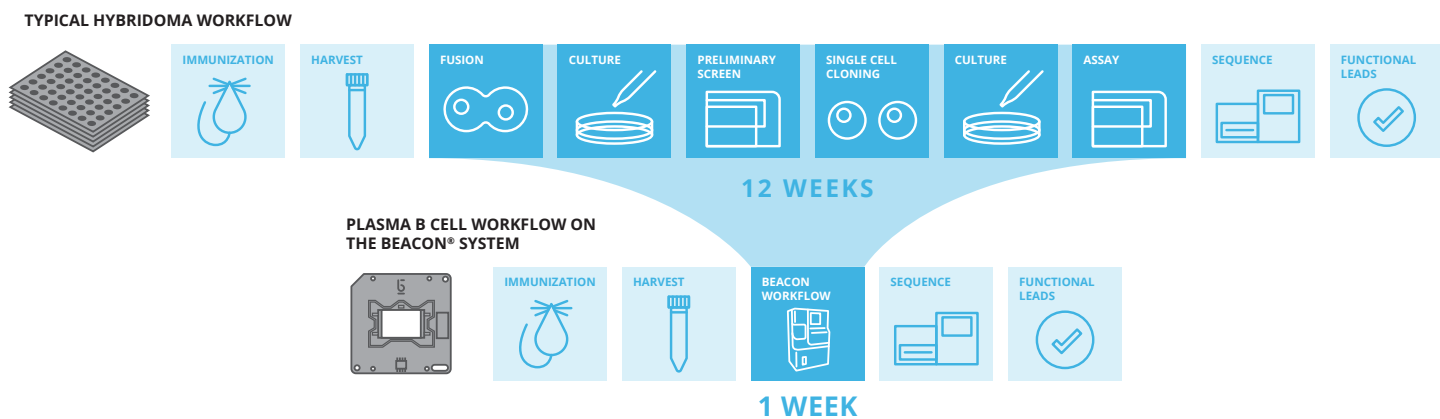 TYPICAL HYBRIDOMA WORKFLOW
IMMUNIZATION
HARVEST
FUSION
CULTURE
PRELIMINARY
SCREEN
SINGLE CELL
CLONING
CULTURE
ASSAY
SEQUENCE
FUNCTIONAL
LEADS
12 WEEKS
PLASMA B CELL WORKFLOW ON
THE BEACON® SYSTEM
IMMUNIZATION
HARVEST
BEACON
WORKFLOW
SEQUENCE
FUNCTIONAL
LEADS
1 WEEK